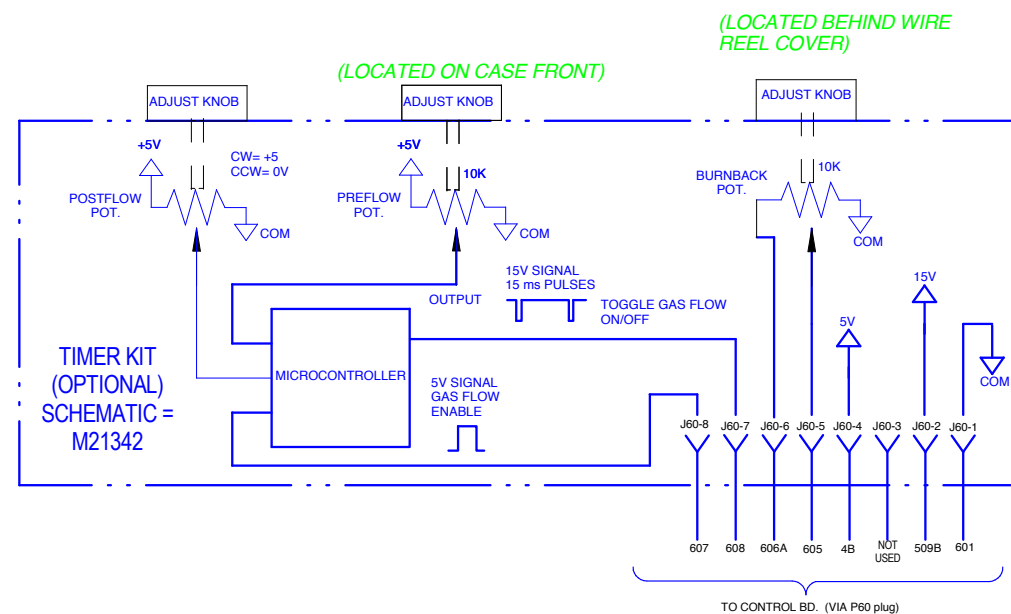 (LOCATED BEHIND WIRE
REEL COVER)
(LOCATED ON CASE FRONT)
ADJUST KNOB
ADJUST KNOB
ADJUST KNOB
+5V
CW= +5
CCW= 0V
POSTFLOW
POT.
COM
+5V
10K
PREFLOW
POT.
COM
10K
BURNBACK
POT.
COM
OUTPUT
15V SIGNAL
15 ms PULSES
TOGGLE GAS FLOW
ON/OFF
15V
5V
COM
TIMER KIT
(OPTIONAL)
SCHEMATIC =
M21342
MICROCONTROLLER
5V SIGNAL
GAS FLOW
ENABLE
J60-8
J60-7
J60-6
J60-5
J60-4
J60-3
J60-2
J60-1
607
608
606A
605
4B
NOT
USED
509B
601
TO CONTROL BD. (VIA P60 plug)